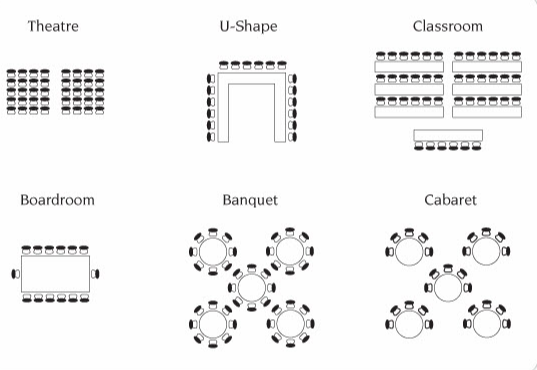 Theatre
U-Shape
Classroom
Boardroom
Banquet
Cabaret